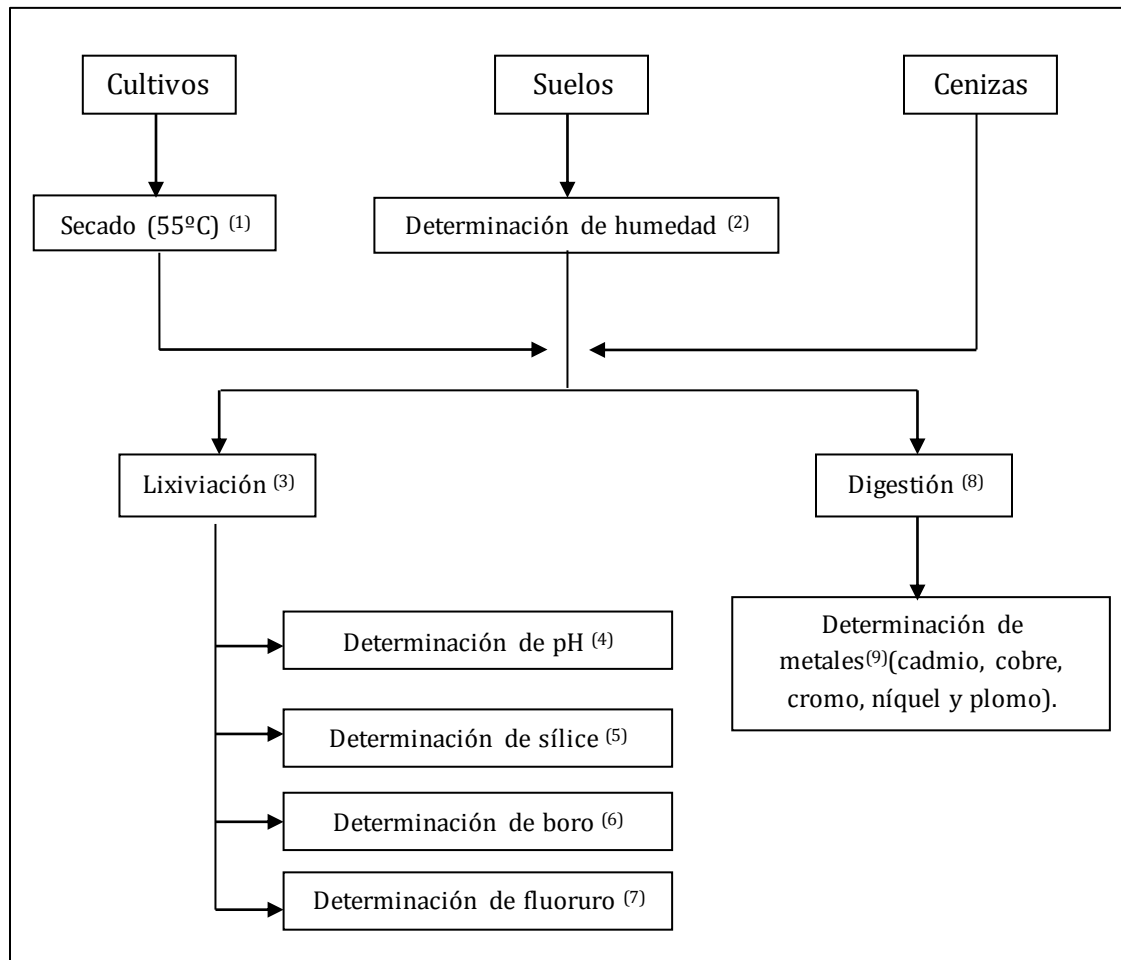 Cultivos
Suelos
Cenizas
Secado (55ºC) (1)
Determinación de humedad (2)
Lixiviación (3)
Digestión (8)
Determinación de pH (4)
Determinación de sílice (5)
Determinación de boro (6)
Determinación de fluoruro (7)
Determinación de
metales(9)(cadmio, cobre,
cromo, níquel y plomo).